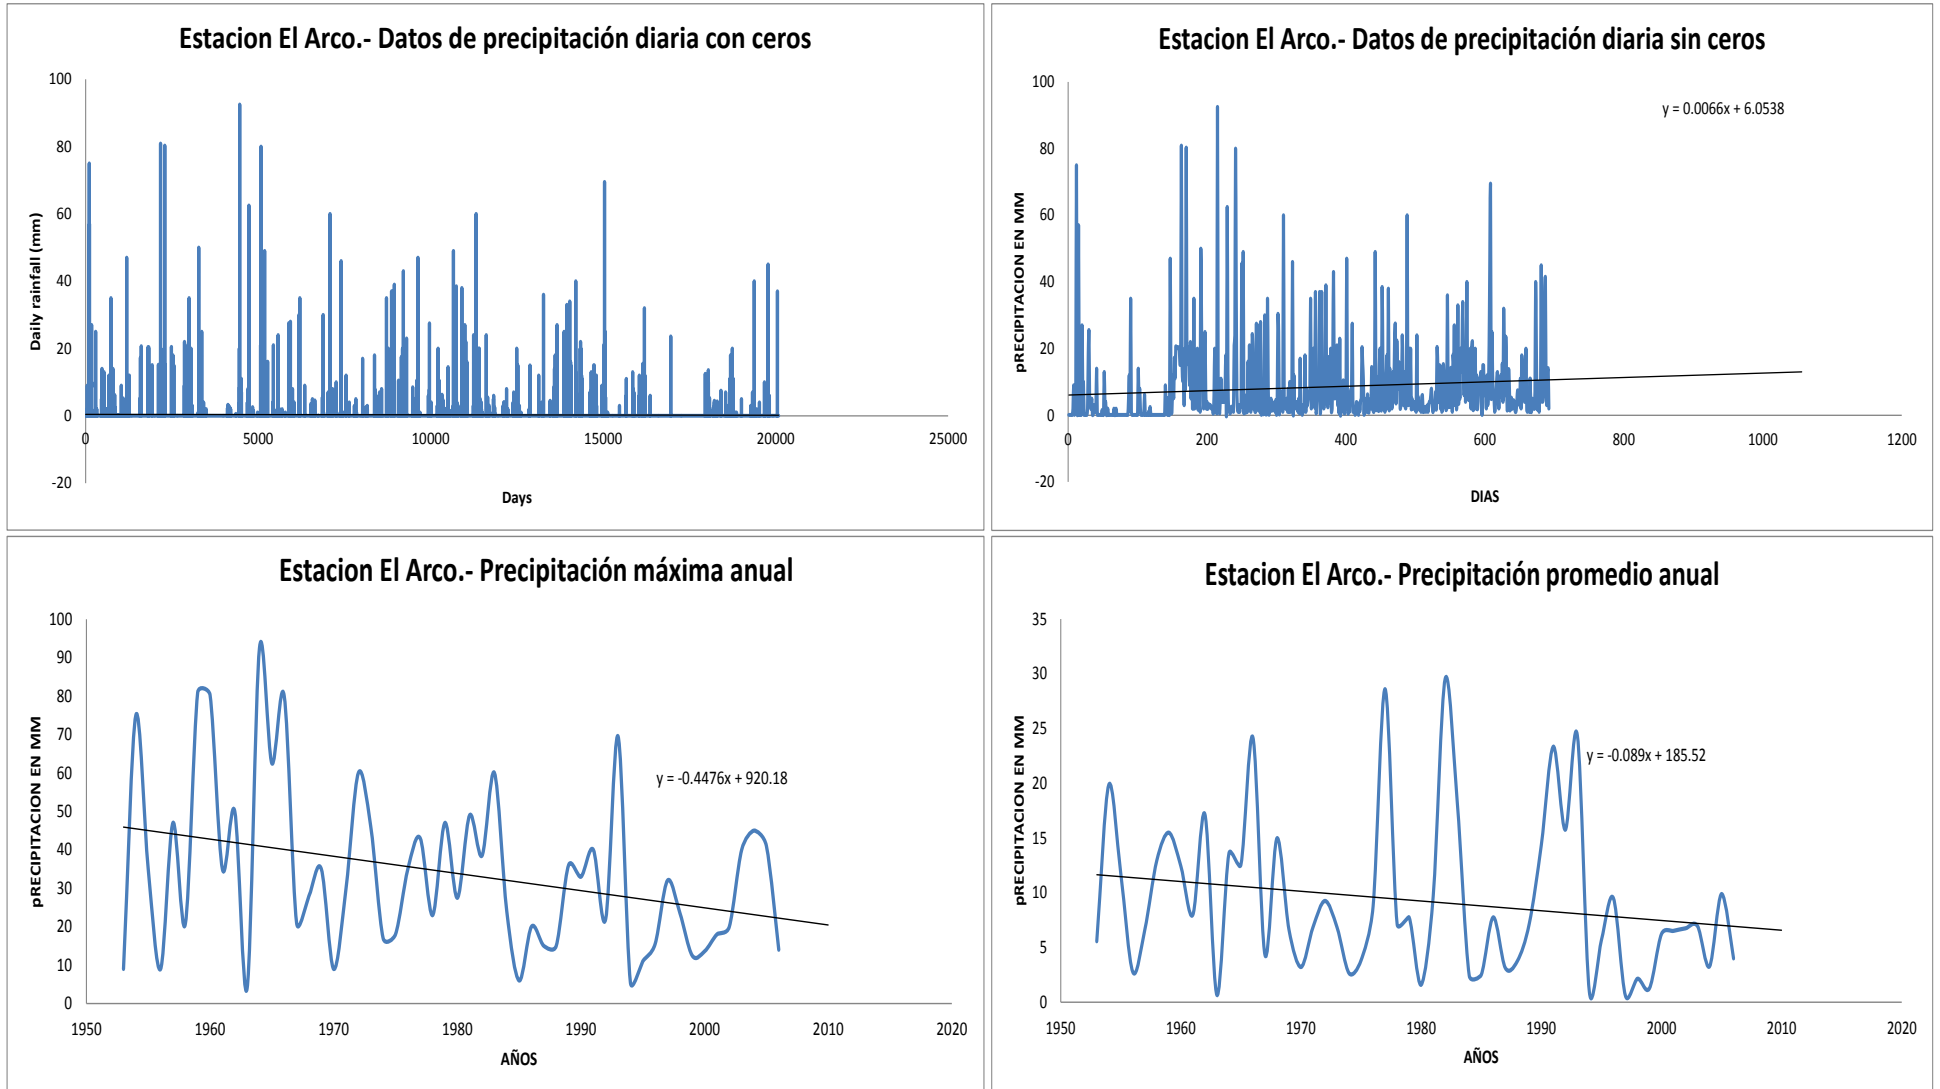 Estacion El Arco.- Datos de precipitación diaria con ceros
100
80
60
40
20
0
-20
0 5000 10000 15000 20000 25000
Daily rainfall (mm)
Days
Estacion El Arco.- Datos de precipitación diaria sin ceros
y = 0.0066x + 6.0538
100
80
60
40
20
0
-20
0 200 400 600 800 1000 1200
pRECIPITACION EN MM
DIAS
Estacion El Arco.- Precipitación máxima anual
y = -0.4476x + 920.18
100
90
80
70
60
50
40
30
20
10
0
1950 1960 1970 1980 1990 2000 2010 2020
pRECIPITACION EN MM
AÑOS
Estacion El Arco.- Precipitación promedio anual
y = -0.089x + 185.52
35
30
25
20
15
10
5
0
1950 1960 1970 1980 1990 2000 2010 2020
pRECIPITACION EN MM
AÑOS